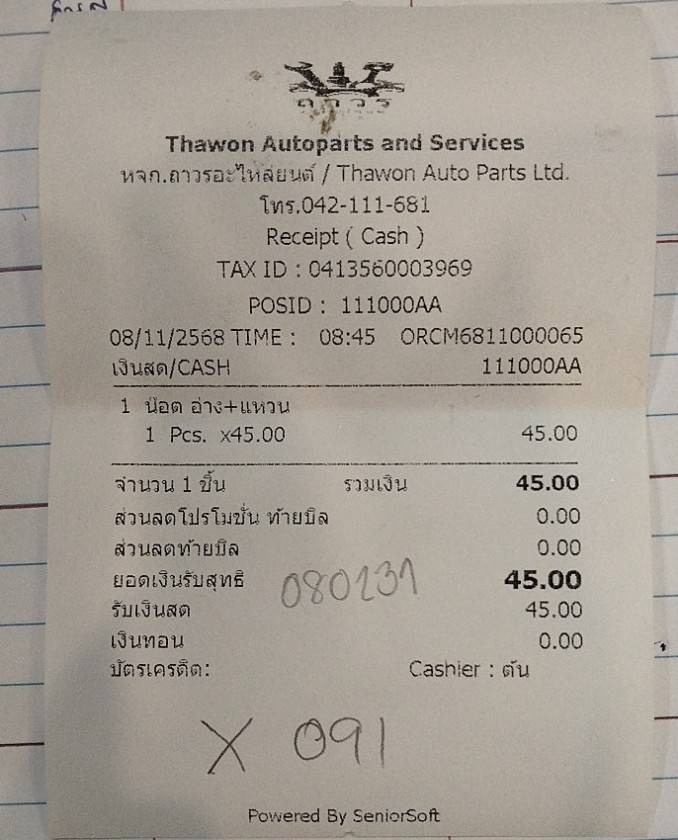 ถาวร
Thawon Autoparts and Services
หจก.ถาวรอะไหล่ยนต์ / Thawon Auto Parts Ltd.
โทร.042-111-681
Receipt ( Cash )
TAX ID : 0413560003969
POSID : 111000AA
08/11/2568 TIME : 08:45 ORCM6811000065
เงินสด/CASH 111000AA
1 น๊อต อ่าง+แหวน
1 Pcs. x45.00 45.00
จำนวน 1 ชิ้น รวมเงิน 45.00
ส่วนลดโปรโมชั่น ท้ายบิล 0.00
ส่วนลดท้ายบิล 0.00
ยอดเงินรับสุทธิ 45.00
080231
รับเงินสด 45.00
เงินทอน 0.00
บัตรเครดิต: Cashier : ต้น
X 091
Powered By SeniorSoft